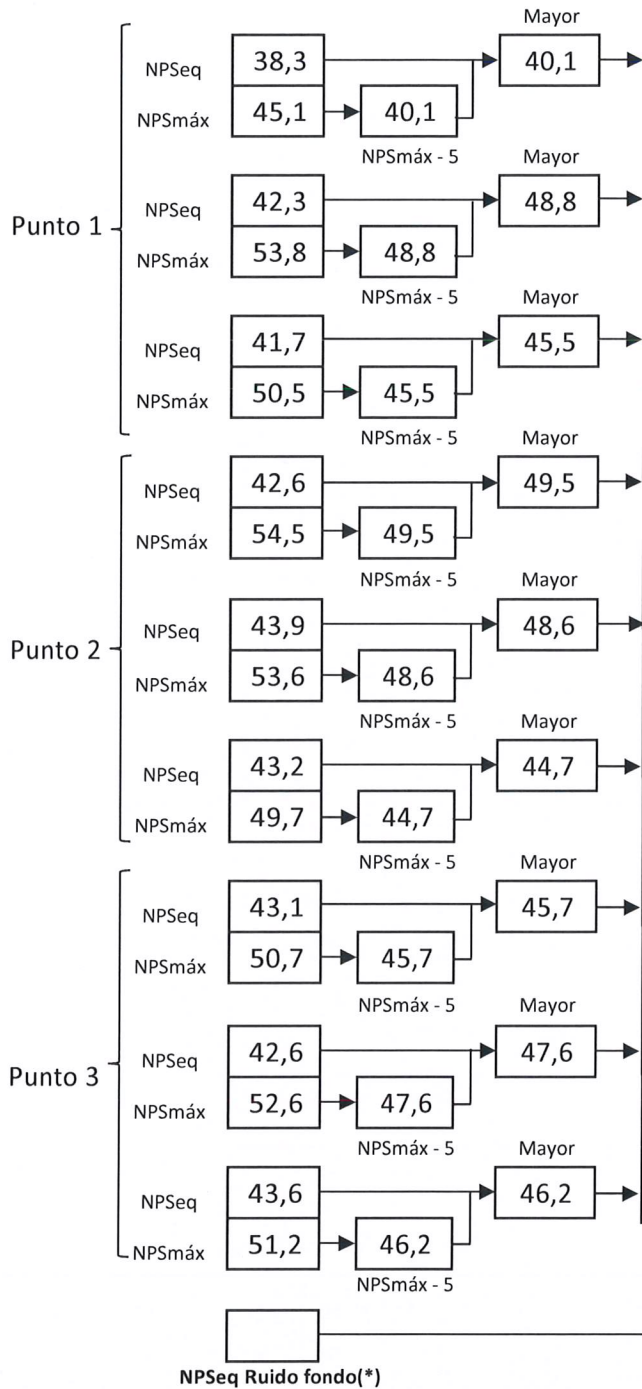 Mayor
NPSeq 38,3 40,1
NPSmáx 45,1 40,1
NPSmáx - 5
Mayor
NPSeq 42,3 48,8
Punto 1
NPSmáx 53,8 48,8
NPSmáx - 5
Mayor
NPSeq 41,7 45,5
NPSmáx 50,5 45,5
NPSmáx - 5
Mayor
NPSeq 42,6 49,5
NPSmáx 54,5 49,5
NPSmáx - 5
Mayor
NPSeq 43,9 48,6
Punto 2
NPSmáx 53,6 48,6
NPSmáx - 5
Mayor
NPSeq 43,2 44,7
NPSmáx 49,7 44,7
NPSmáx - 5
Mayor
NPSeq 43,1 45,7
NPSmáx 50,7 45,7
NPSmáx - 5
Mayor
NPSeq 42,6 47,6
Punto 3
NPSmáx 52,6 47,6
NPSmáx - 5
Mayor
NPSeq 43,6 46,2
NPSmáx 51,2 46,2
NPSmáx - 5
NPSeq Ruido fondo(*)